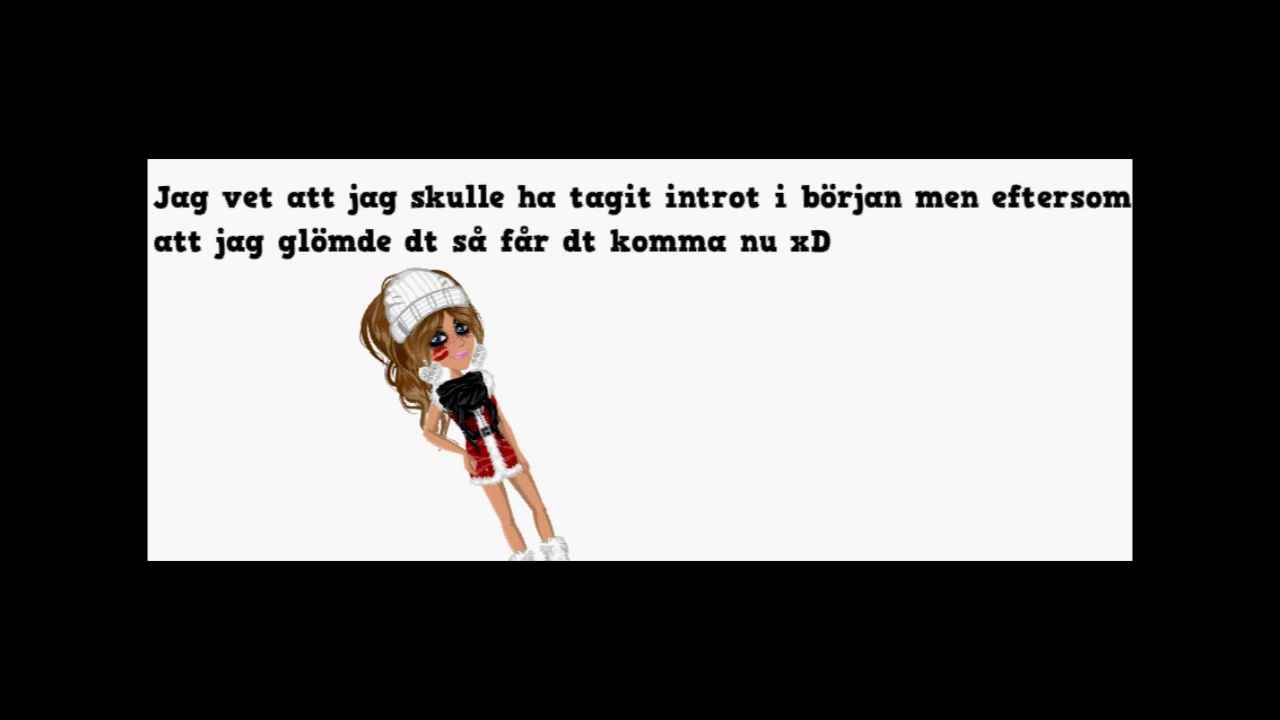 Jag vet att jag skulle ha tagit introt i början men eftersom
att jag glömde dt så får dt komma nu xD